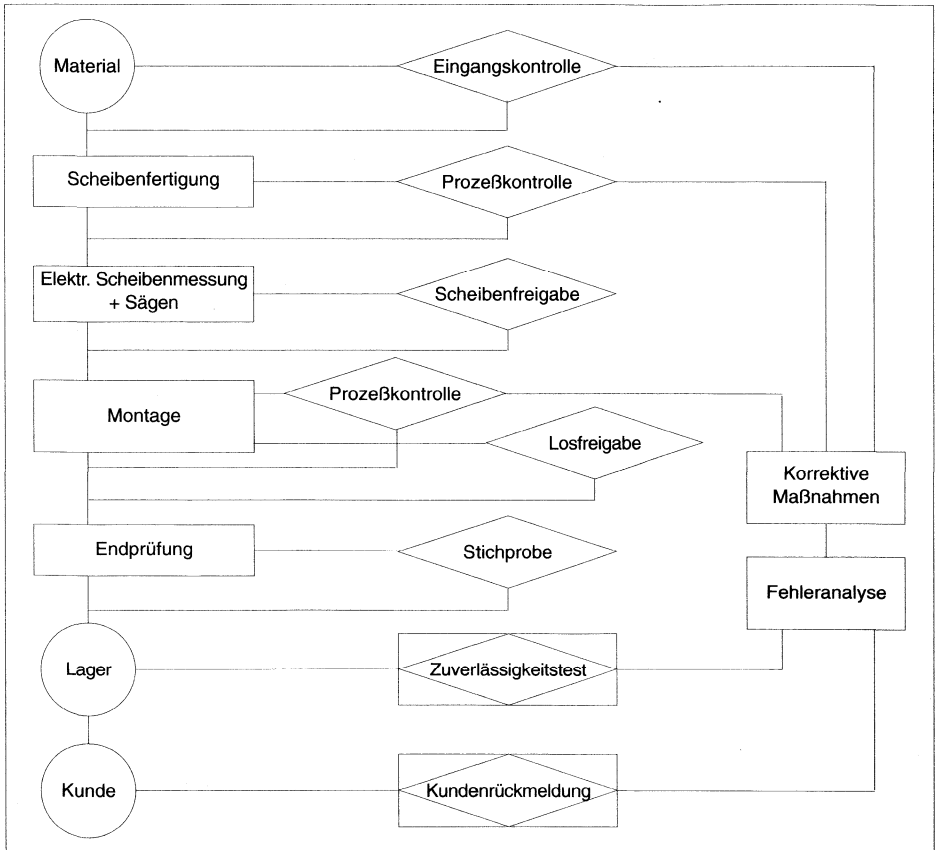 Material
Eingangskontrolle
Scheibenfertigung
Prozeßkontrolle
Elektr. Scheibenmessung
+ Sägen
Scheibenfreigabe
Prozeßkontrolle
Montage
Losfreigabe
Korrektive
Maßnahmen
Endprüfung
Stichprobe
Fehleranalyse
Lager
Zuverlässigkeitstest
Kunde
Kundenrückmeldung